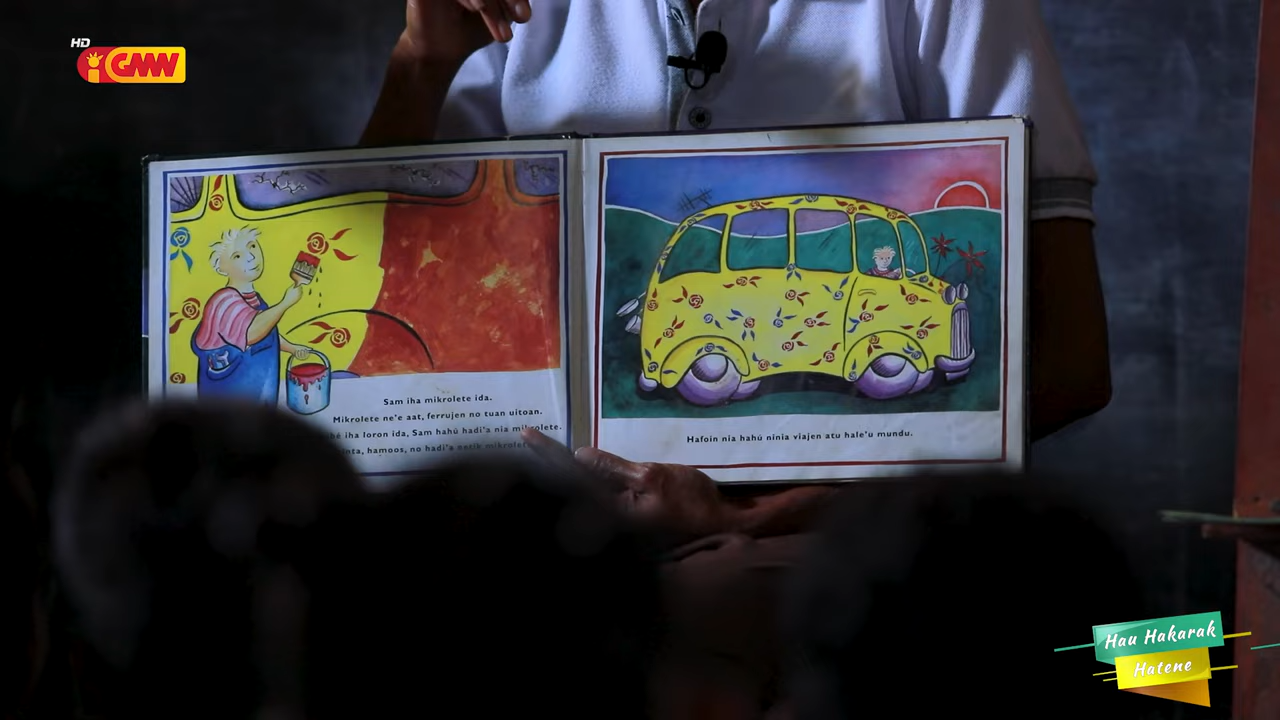 HD
GMN
Sam iha mikrolete ida.
Mikrolete ne'e aat, ferrujen no tuan uitoan.
iha loron ida, Sam hahú hadi'a nia mikrolete.
hamoos, no hadi'a
Hafoin nia hahú ninia viajen atu hale'u mundu.
Hau Hakarak
Hatene